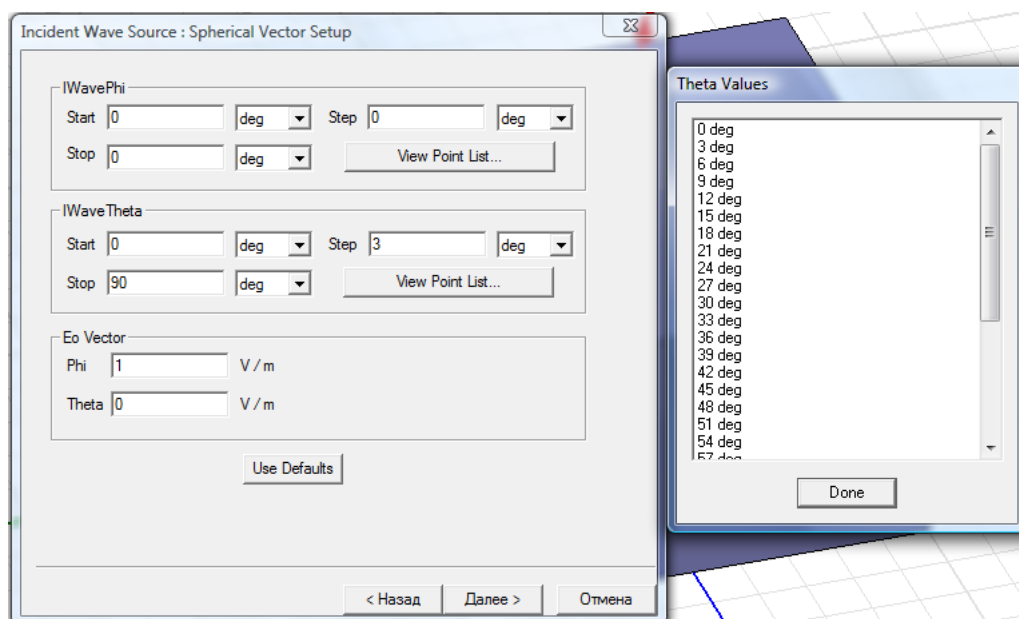 Incident Wave Source : Spherical Vector Setup
IWavePhi
Start 0 deg Step 0 deg
Stop 0 deg View Point List...
IWaveTheta
Start 0 deg Step 3 deg
Stop 90 deg View Point List...
Eo Vector
Phi 1 V / m
Theta 0 V / m
Use Defaults
< Назад Далее > Отмена
Theta Values
0 deg
3 deg
6 deg
9 deg
12 deg
15 deg
18 deg
21 deg
24 deg
27 deg
30 deg
33 deg
36 deg
39 deg
42 deg
45 deg
48 deg
51 deg
54 deg
57 deg
Done